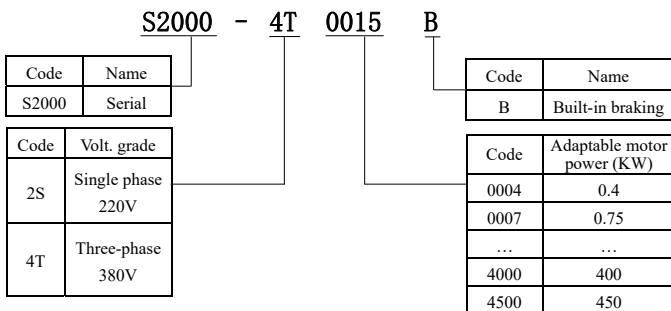 S2000 - 4T 0015 B
Code Name
S2000 Serial
Code Volt. grade
2S Single phase
220V
4T Three-phase
380V
Code Name
B Built-in braking
Code Adaptable motor
power (KW)
0004 0.4
0007 0.75
… …
4000 400
4500 450